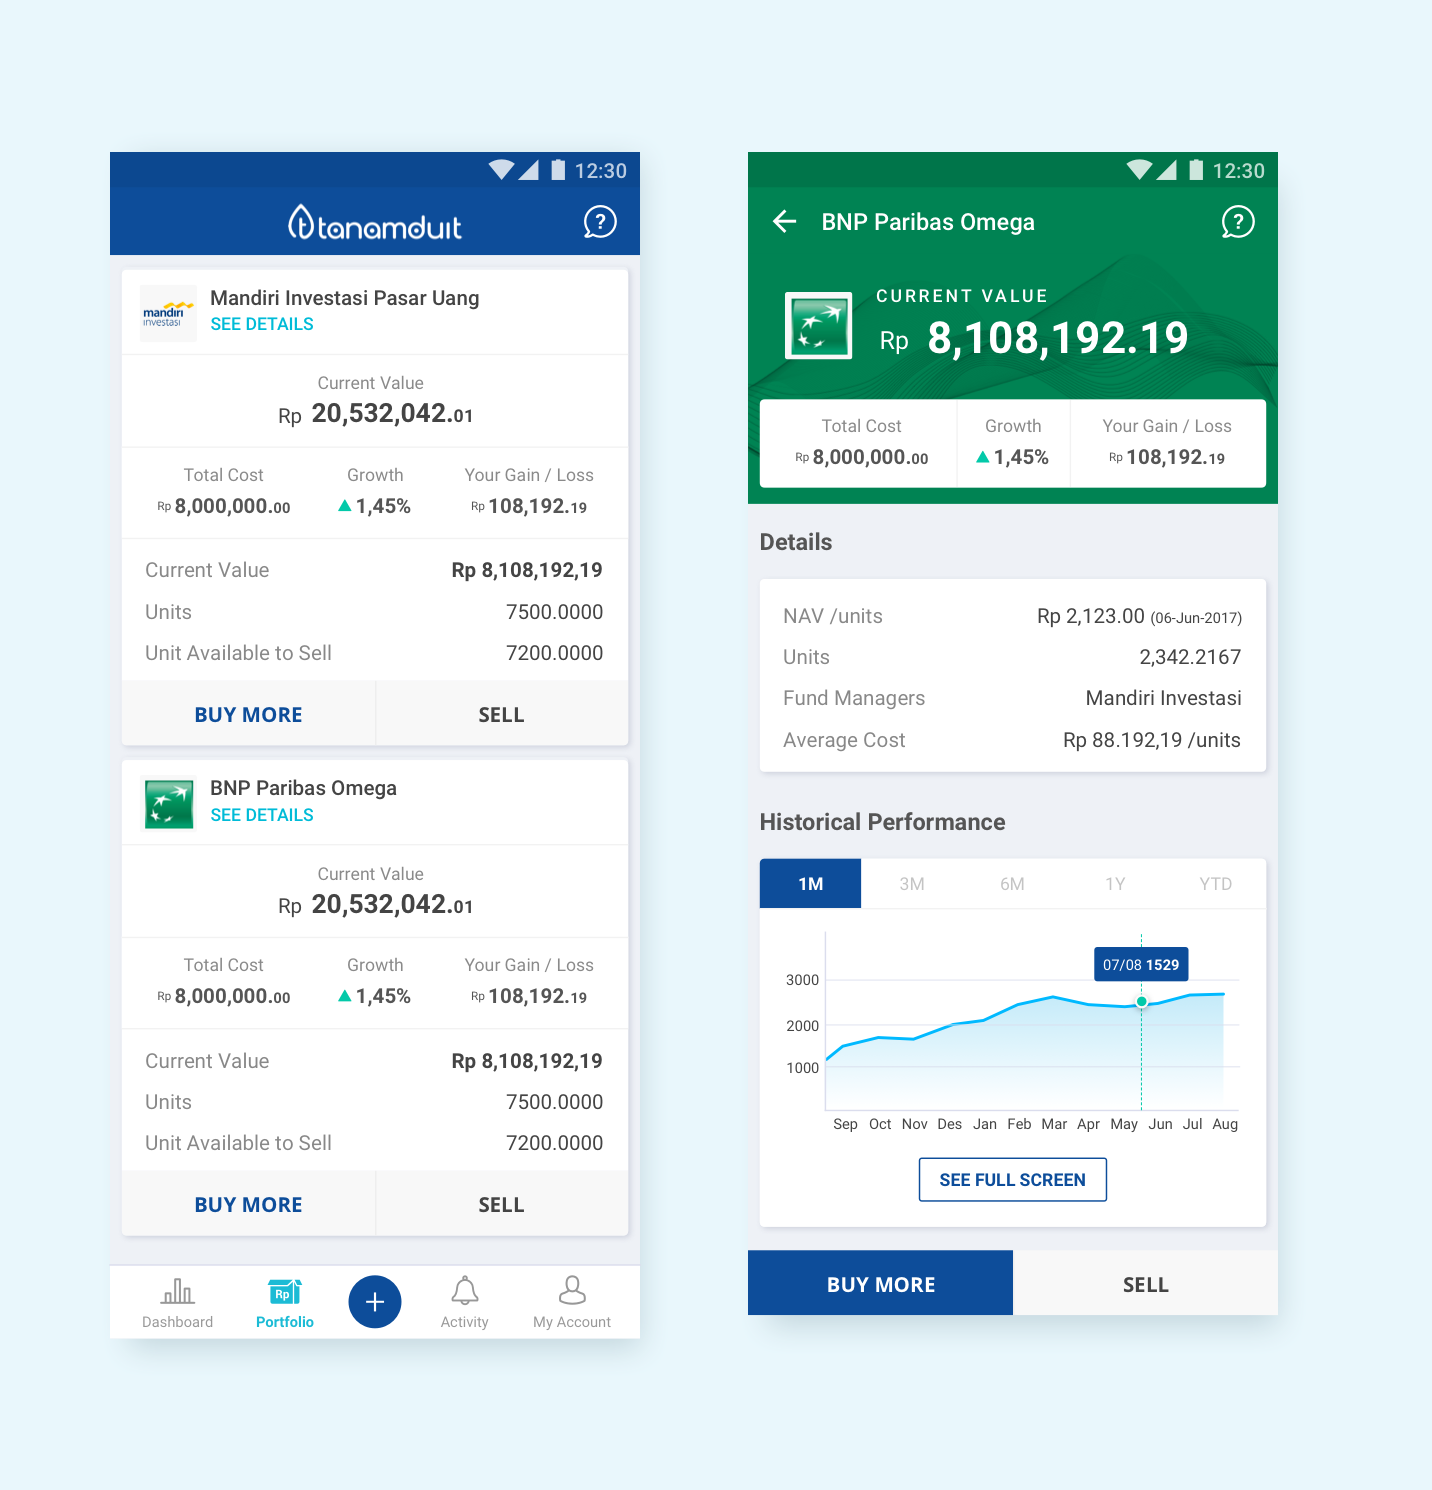 12:30
tanamduit
?
mandiri
investasi
Mandiri Investasi Pasar Uang
SEE DETAILS
Current Value
Rp 20,532,042.01
Total Cost Growth Your Gain / Loss
Rp 8,000,000.00 1,45% Rp 108,192.19
Current Value Rp 8,108,192,19
Units 7500.0000
Unit Available to Sell 7200.0000
BUY MORE SELL
BNP Paribas Omega
SEE DETAILS
Current Value
Rp 20,532,042.01
Total Cost Growth Your Gain / Loss
Rp 8,000,000.00 1,45% Rp 108,192.19
Current Value Rp 8,108,192,19
Units 7500.0000
Unit Available to Sell 7200.0000
BUY MORE SELL
Rp
Dashboard Portfolio + Activity My Account
12:30
BNP Paribas Omega ?
CURRENT VALUE
Rp 8,108,192.19
Total Cost Growth Your Gain / Loss
Rp 8,000,000.00 1,45% Rp 108,192.19
Details
NAV /units Rp 2,123.00 (06-Jun-2017)
Units 2,342.2167
Fund Managers Mandiri Investasi
Average Cost Rp 88.192,19 /units
Historical Performance
1M 3M 6M 1Y YTD
07/08 1529
3000
2000
1000
Sep Oct Nov Des Jan Feb Mar Apr May Jun Jul Aug
SEE FULL SCREEN
BUY MORE SELL